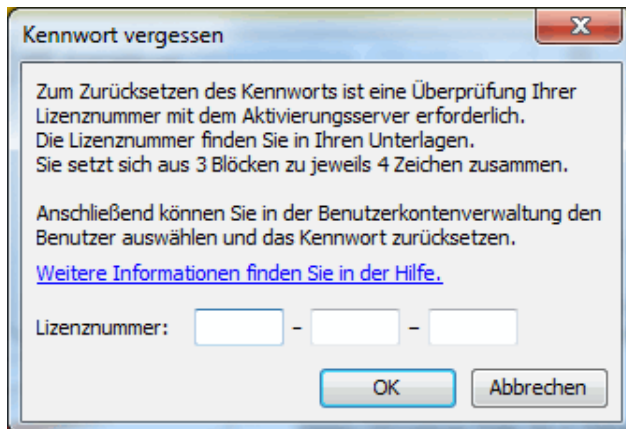 Kennwort vergessen
Zum Zurücksetzen des Kennworts ist eine Überprüfung Ihrer
Lizenznummer mit dem Aktivierungsserver erforderlich.
Die Lizenznummer finden Sie in Ihren Unterlagen.
Sie setzt sich aus 3 Blöcken zu jeweils 4 Zeichen zusammen.
Anschließend können Sie in der Benutzerkontenverwaltung den
Benutzer auswählen und das Kennwort zurücksetzen.
Weitere Informationen finden Sie in der Hilfe.
Lizenznummer: – –
OK Abbrechen